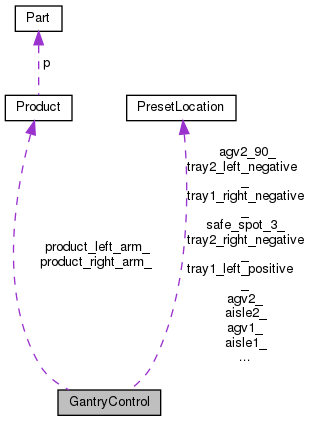 Part
p
Product
PresetLocation
product_left_arm_
product_right_arm_
agv2_90_
tray2_left_negative
_
tray1_right_negative
_
safe_spot_3_
tray2_right_negative
_
tray1_left_positive
_
agv2_
aisle2_
agv1_
aisle1_
...
GantryControl